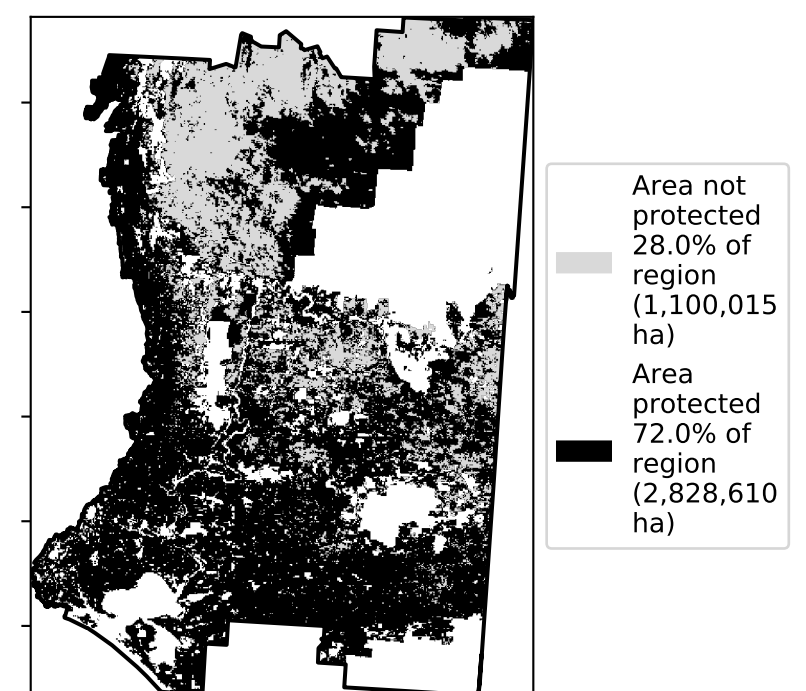 Area not
protected
28.0% of
region
(1,100,015
ha)
Area
protected
72.0% of
region
(2,828,610
ha)